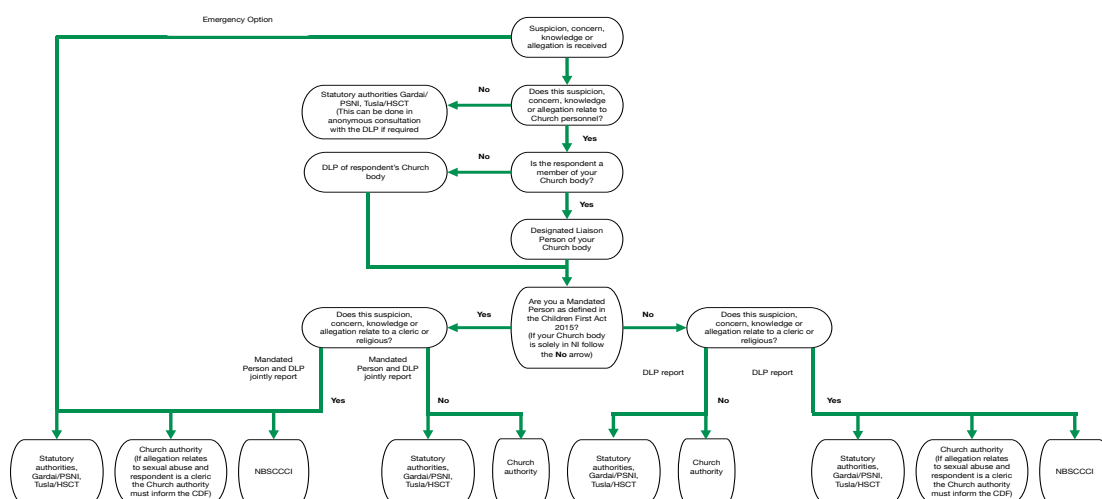 Emergency Option
Suspicion, concern,
knowledge or
allegation is received
No
Statutory authorities Gardai/
PSNI, Tusla/HSCT
(This can be done in
anonymous consultation
with the DLP if required
Does this suspicion,
concern, knowledge
or allegation relate to
Church personnel?
Yes
No
DLP of respondent's Church
body
Is the respondent a
member of your
Church body?
Yes
Designated Liaison
Person of your
Church body
Does this suspicion,
concern, knowledge or
allegation relate to a cleric or
religious?
Yes
Are you a Mandated
Person as defined in
the Children First Act
2015?
(If your Church body
is solely in NI follow
the No arrow)
No
Does this suspicion,
concern, knowledge or
allegation relate to a cleric or
religious?
Mandated
Person and DLP
jointly report
Mandated
Person and DLP
jointly report
DLP report
DLP report
Yes
No
No
Yes
Statutory
authorities,
Gardai/PSNI,
Tusla/HSCT
Church authority
(If allegation relates
to sexual abuse and
respondent is a cleric
the Church authority
must inform the CDF)
NBSCCCI
Statutory
authorities,
Gardai/PSNI,
Tusla/HSCT
Church
authority
Statutory
authorities,
Gardai/PSNI,
Tusla/HSCT
Church
authority
Statutory
authorities,
Gardai/PSNI,
Tusla/HSCT
Church authority
(If allegation relates
to sexual abuse and
respondent is a cleric
the Church authority
must inform the CDF)
NBSCCCI